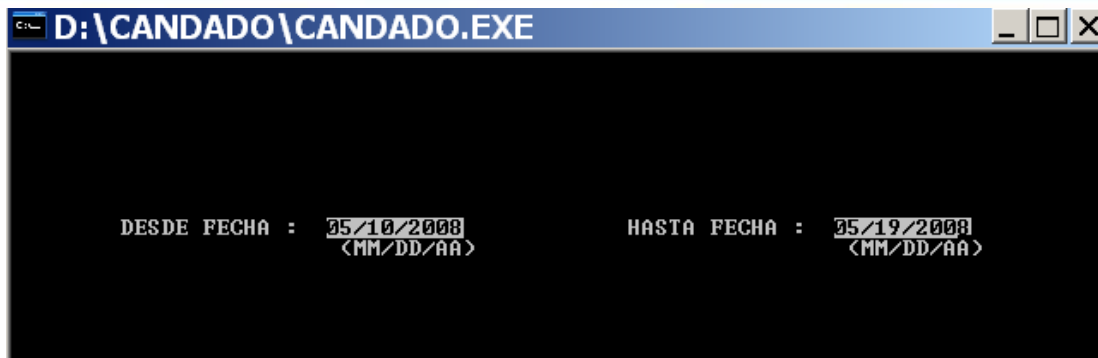 D:\CANDADO\CANDADO.EXE
DESDE FECHA : 05/10/2008 HASTA FECHA : 05/19/2008
(MM/DD/AA) (MM/DD/AA)